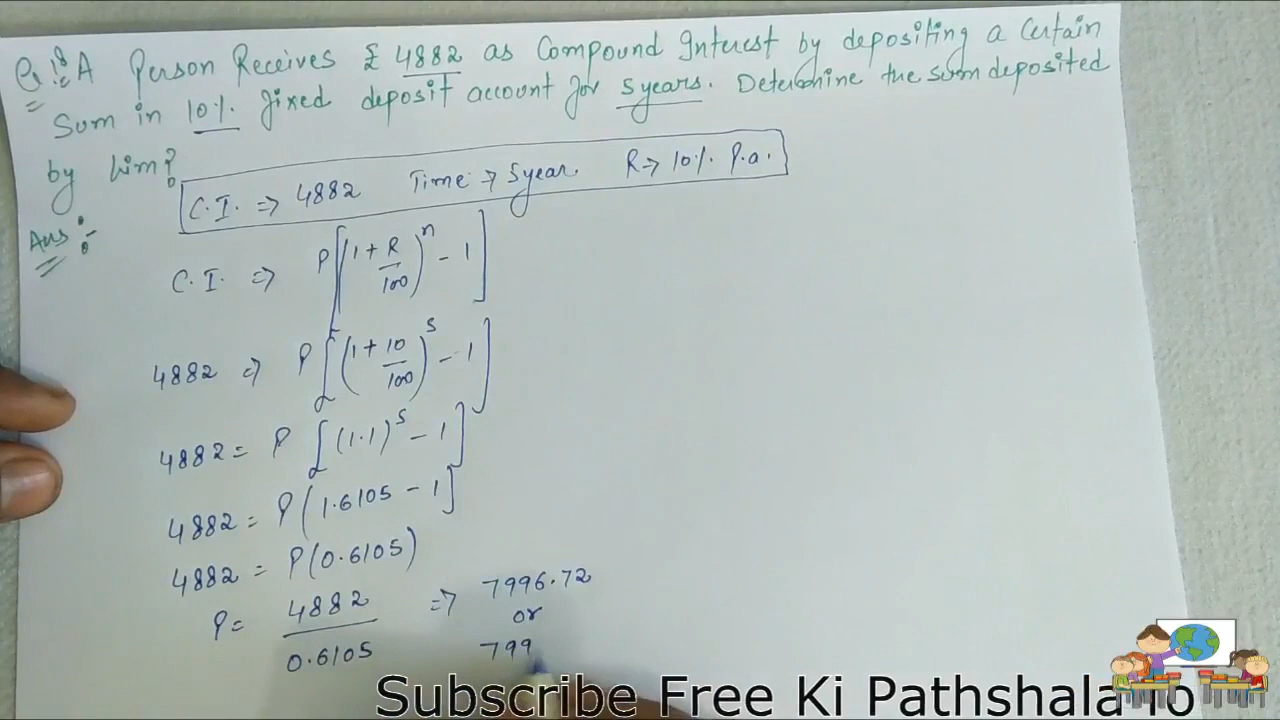 Q.18 A Person Receives ₹ 4882 as Compound Interest by depositing a Certain
Sum in 10% fixed deposit account for 5 years. Determine the sum deposited
by him?
C.I. => 4882 Time → 5 year. R → 10% P.a.
Ans:-
C.I. => P[(1 + R/100)^n - 1]
4882 => P[(1 + 10/100)^5 - 1]
4882 = P [(1.1)^5 - 1]
4882 = P(1.6105 - 1]
4882 = P(0.6105)
P = 4882/0.6105 => 7996.72
or
799
Subscribe Free Ki Pathshala To